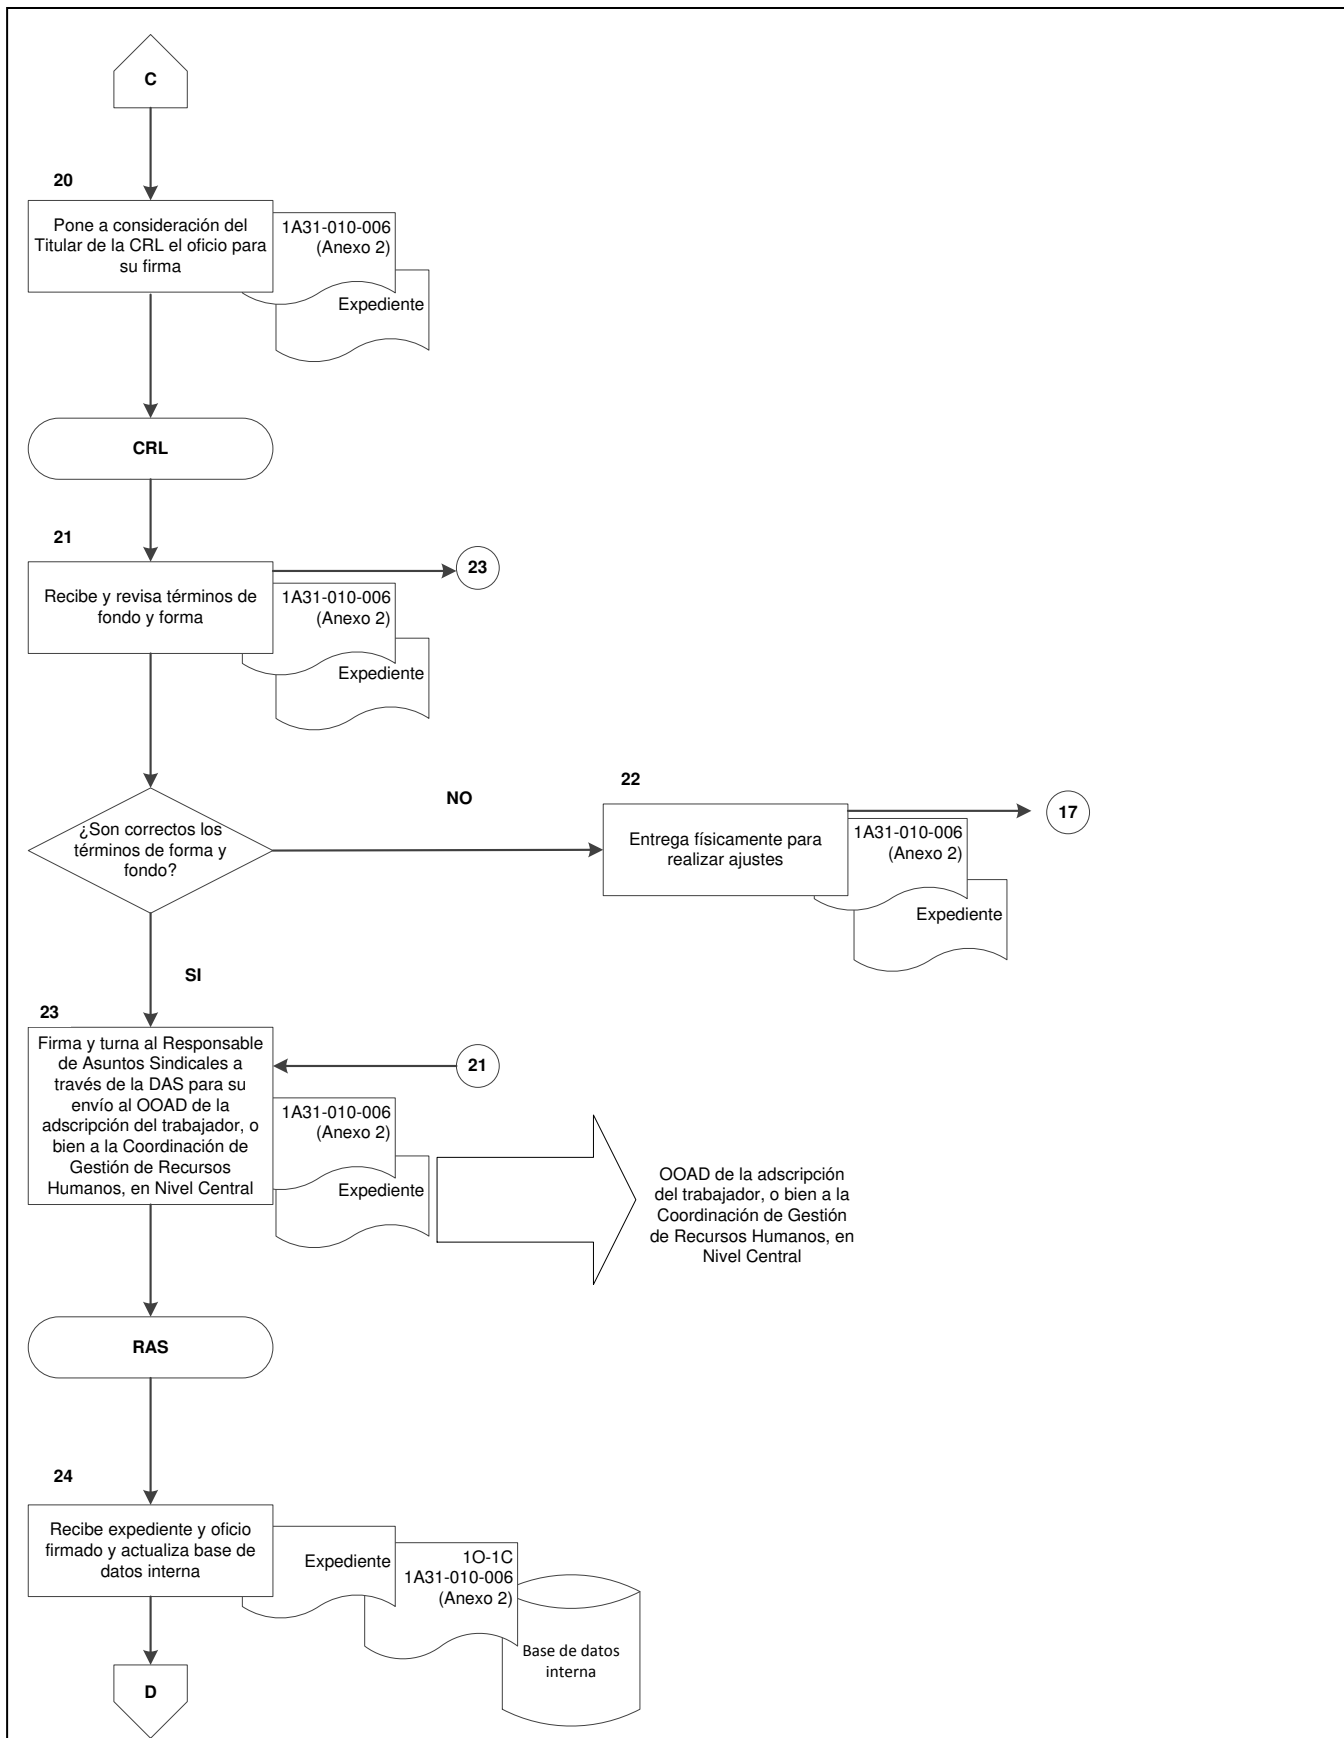 C
20
Pone a consideración del
Titular de la CRL el oficio para
su firma
1A31-010-006
(Anexo 2)
Expediente
CRL
21
Recibe y revisa términos de
fondo y forma
23
1A31-010-006
(Anexo 2)
Expediente
¿Son correctos los
términos de forma y
fondo?
NO
22
Entrega físicamente para
realizar ajustes
17
1A31-010-006
(Anexo 2)
Expediente
SI
23
Firma y turna al Responsable
de Asuntos Sindicales a
través de la DAS para su
envío al OOAD de la
adscripción del trabajador, o
bien a la Coordinación de
Gestión de Recursos
Humanos, en Nivel Central
21
1A31-010-006
(Anexo 2)
Expediente
OOAD de la adscripción
del trabajador, o bien a la
Coordinación de Gestión
de Recursos Humanos, en
Nivel Central
RAS
24
Recibe expediente y oficio
firmado y actualiza base de
datos interna
Expediente
1O-1C
1A31-010-006
(Anexo 2)
Base de datos
interna
D